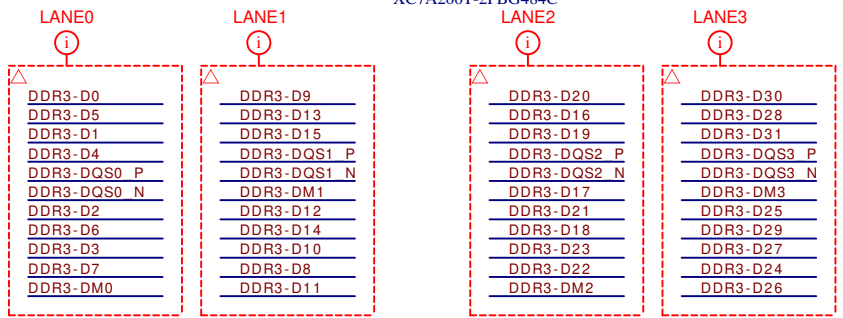 XC7A200T-2FBG484C
LANE0
LANE1
LANE2
LANE3
i
i
i
i
DDR3-D0
DDR3-D5
DDR3-D1
DDR3-D4
DDR3-DQS0_P
DDR3-DQS0_N
DDR3-D2
DDR3-D6
DDR3-D3
DDR3-D7
DDR3-DM0
DDR3-D9
DDR3-D13
DDR3-D15
DDR3-DQS1_P
DDR3-DQS1_N
DDR3-DM1
DDR3-D12
DDR3-D14
DDR3-D10
DDR3-D8
DDR3-D11
DDR3-D20
DDR3-D16
DDR3-D19
DDR3-DQS2_P
DDR3-DQS2_N
DDR3-D17
DDR3-D21
DDR3-D18
DDR3-D23
DDR3-D22
DDR3-DM2
DDR3-D30
DDR3-D28
DDR3-D31
DDR3-DQS3_P
DDR3-DQS3_N
DDR3-DM3
DDR3-D25
DDR3-D29
DDR3-D27
DDR3-D24
DDR3-D26